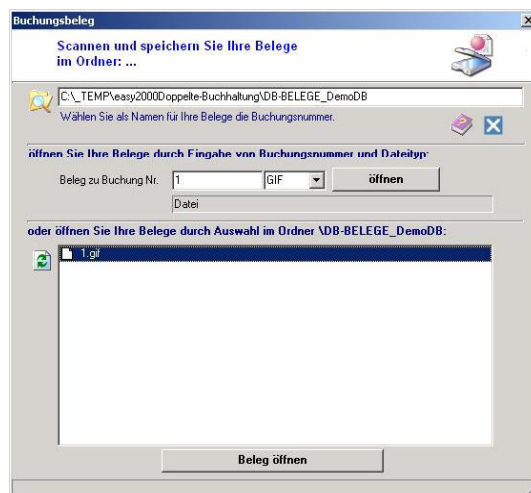 Buchungsbeleg
Scannen und speichern Sie Ihre Belege
im Ordner: ...
C:\_TEMP\easy2000Doppelte-Buchhaltung\DB-BELEGE_DemoDB
Wählen Sie als Namen für Ihre Belege die Buchungsnummer.
öffnen Sie Ihre Belege durch Eingabe von Buchungsnummer und Dateityp:
Beleg zu Buchung Nr. 1 GIF öffnen
Datei
oder öffnen Sie Ihre Belege durch Auswahl im Ordner \DB-BELEGE_DemoDB:
1.gif
Beleg öffnen